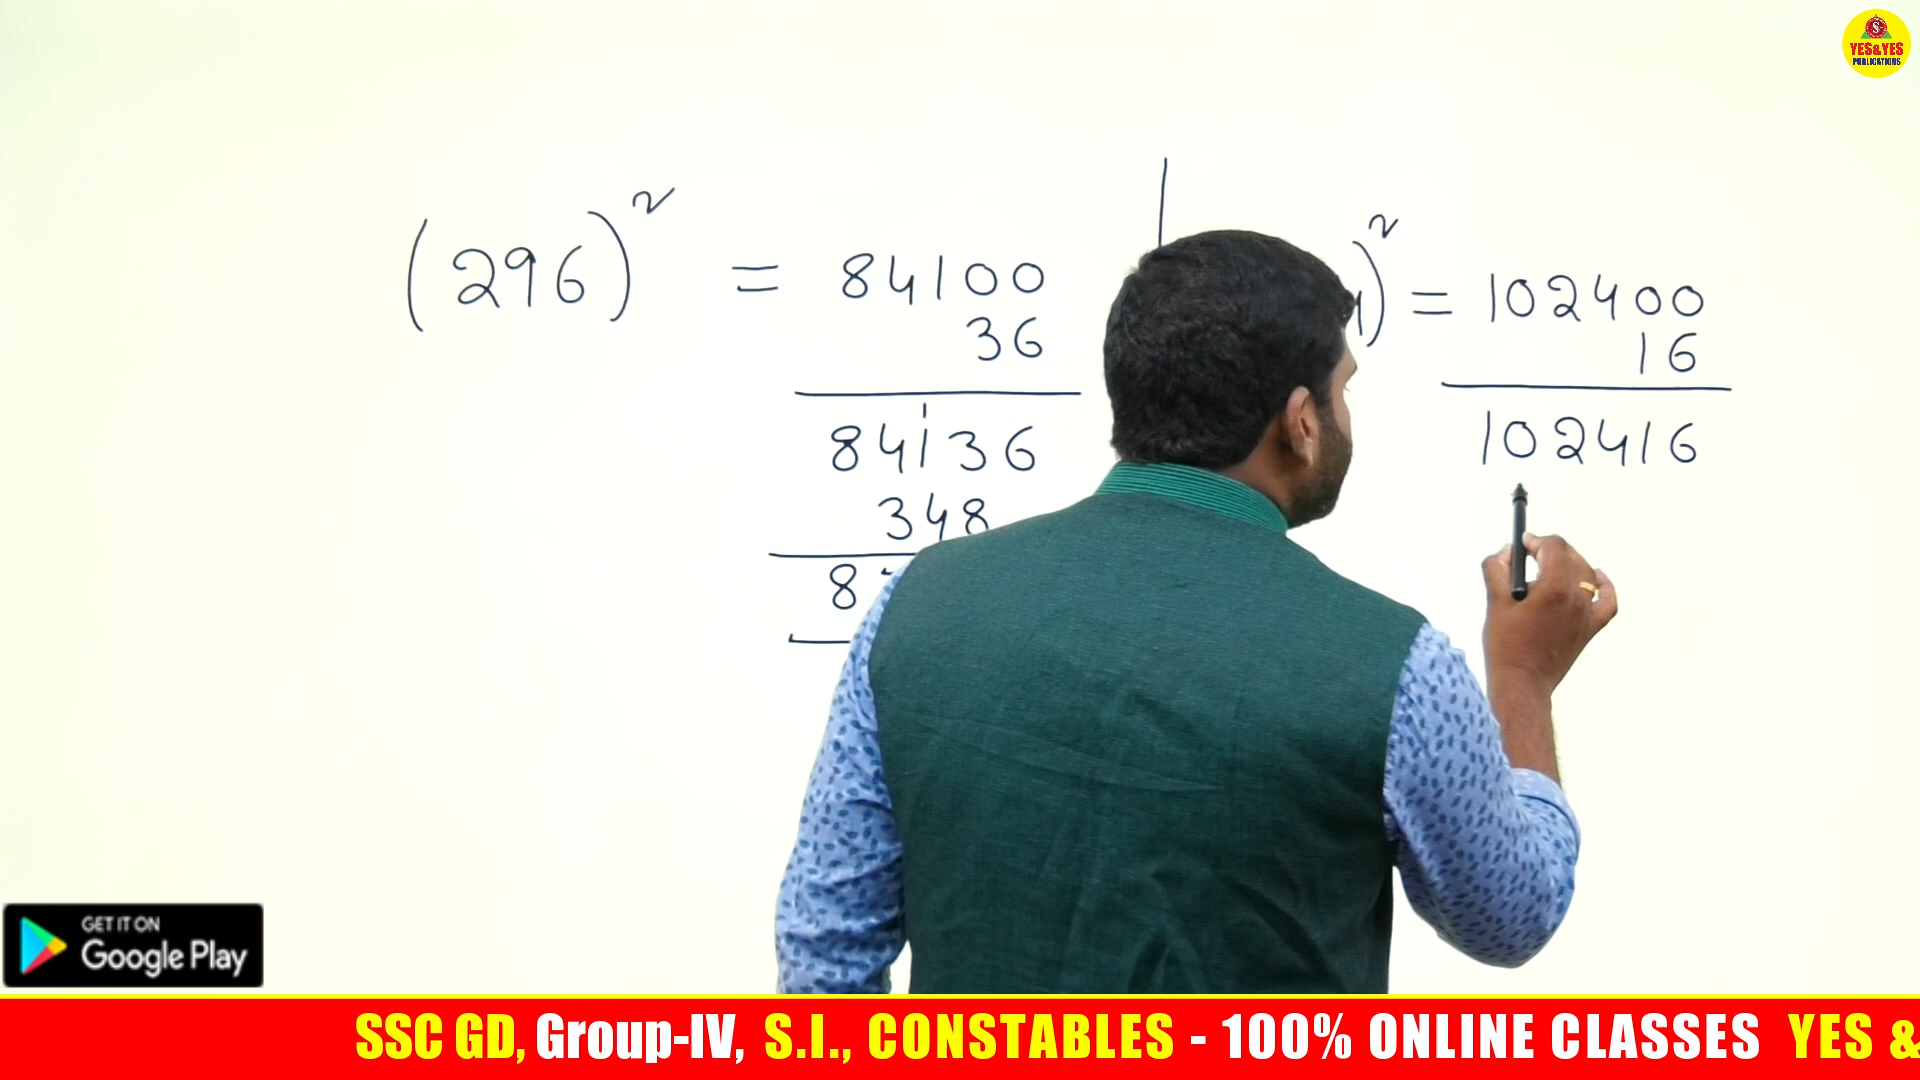 (296)² = 84100
36
84136
348
8
)² = 102400
16
102416
YES&YES
PUBLICATIONS
GET IT ON
Google Play
SSC GD, Group-IV, S.I., CONSTABLES - 100% ONLINE CLASSES YES &